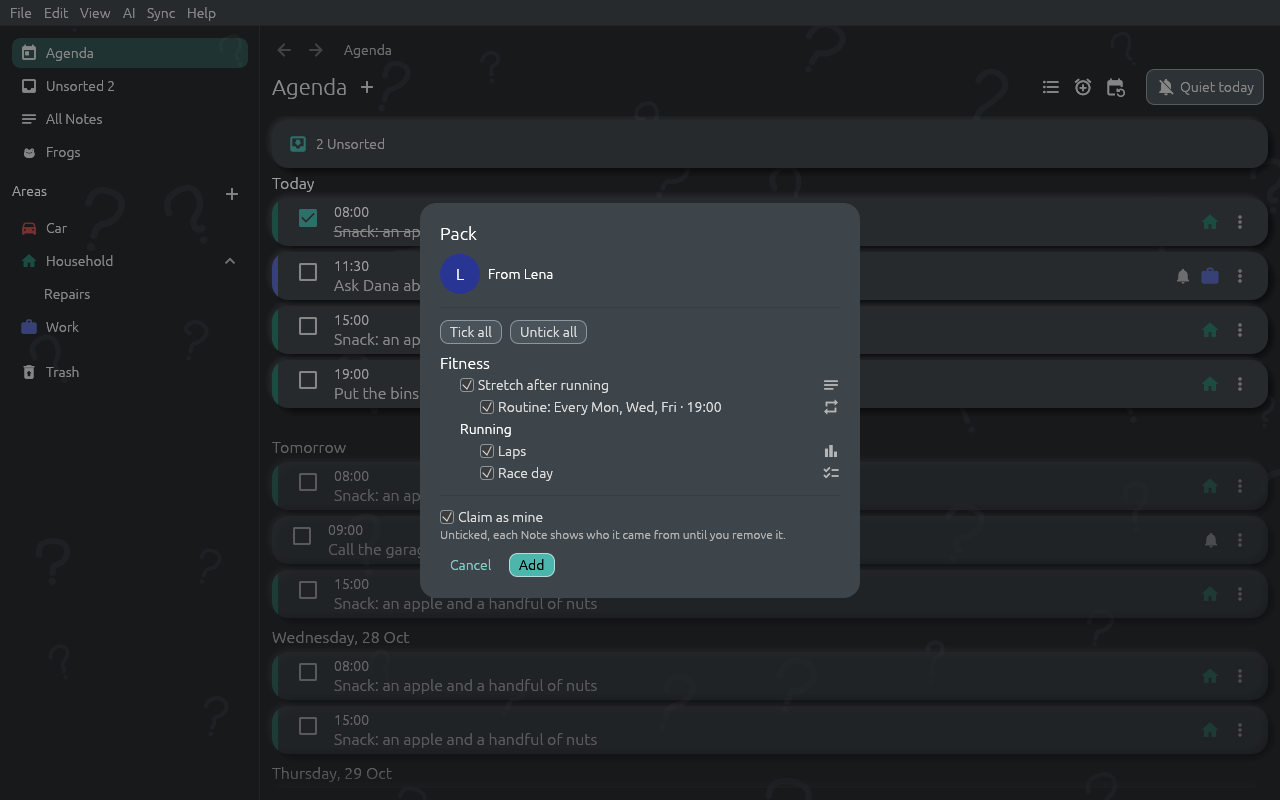 File Edit View AI Sync Help
Agenda
Unsorted 2
All Notes
Frogs
Areas
Car
Household
Repairs
Work
Trash
Agenda
Agenda
Quiet today
2 Unsorted
Today
08:00
Snack: an ap
11:30
Ask Dana ab
15:00
Snack: an ap
19:00
Put the bins
Tomorrow
08:00
Snack: an ap
09:00
Call the garag
15:00
Snack: an apple and a handful of nuts
Wednesday, 28 Oct
08:00
Snack: an apple and a handful of nuts
15:00
Snack: an apple and a handful of nuts
Thursday, 29 Oct
Pack
L From Lena
Tick all Untick all
Fitness
Stretch after running
Routine: Every Mon, Wed, Fri · 19:00
Running
Laps
Race day
Claim as mine
Unticked, each Note shows who it came from until you remove it.
Cancel Add